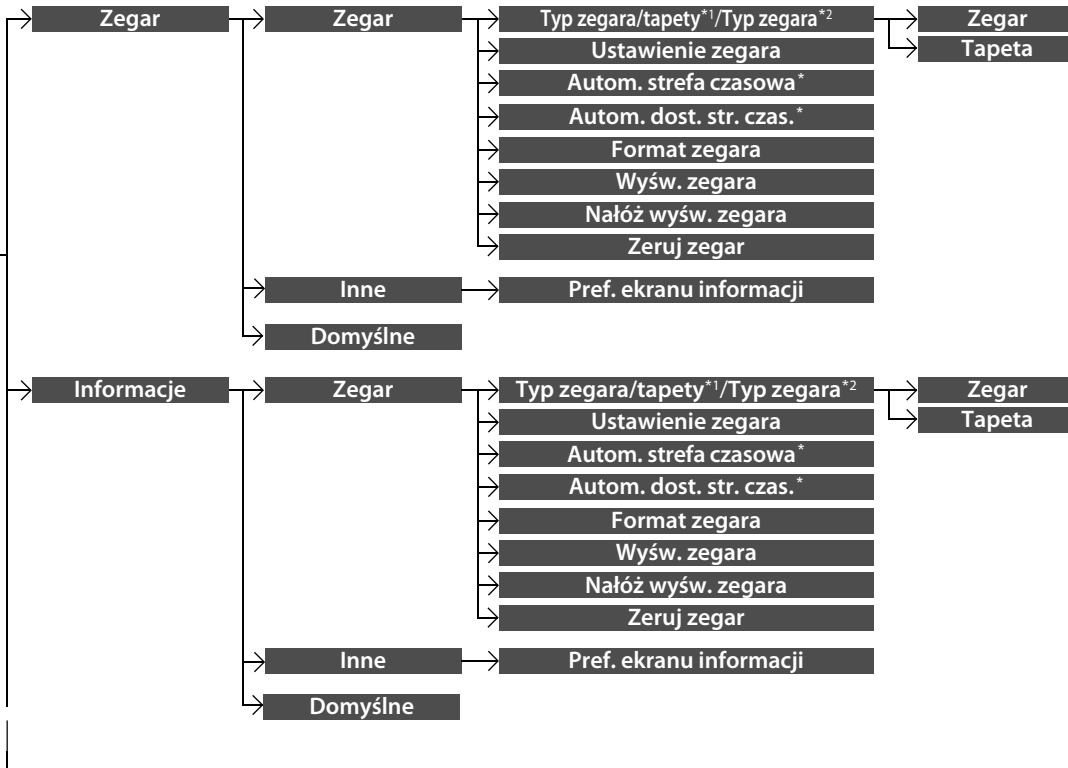 Zegar Zegar Typ zegara/tapety*1/Typ zegara*2 Zegar
Ustawienie zegara Tapeta
Autom. strefa czasowa*
Autom. dost. str. czas.*
Format zegara
Wyśw. zegara
Nałóż wyśw. zegara
Zeruj zegar
Inne Pref. ekranu informacji
Domyślne
Informacje Zegar Typ zegara/tapety*1/Typ zegara*2 Zegar
Ustawienie zegara Tapeta
Autom. strefa czasowa*
Autom. dost. str. czas.*
Format zegara
Wyśw. zegara
Nałóż wyśw. zegara
Zeruj zegar
Inne Pref. ekranu informacji
Domyślne